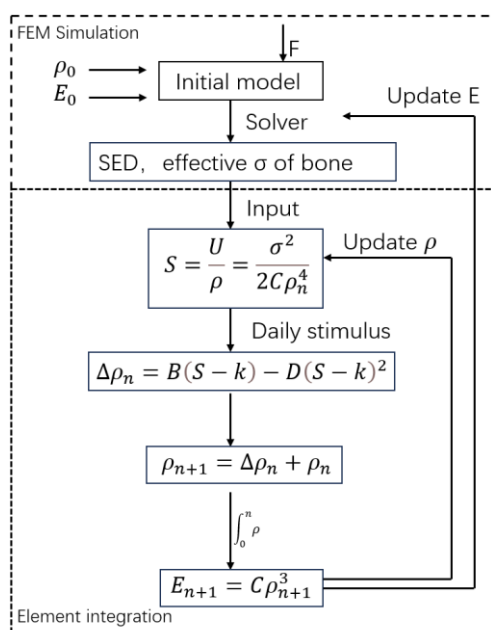 FEM Simulation
F
ρ₀
E₀
Initial model
Update E
Solver
SED, effective σ of bone
Input
S = U/ρ = σ²/2Cρₙ⁴
Update ρ
Daily stimulus
Δρₙ = B(S − k) − D(S − k)²
ρₙ₊₁ = Δρₙ + ρₙ
∫₀ⁿ ρ
Eₙ₊₁ = Cρₙ₊₁³
Element integration